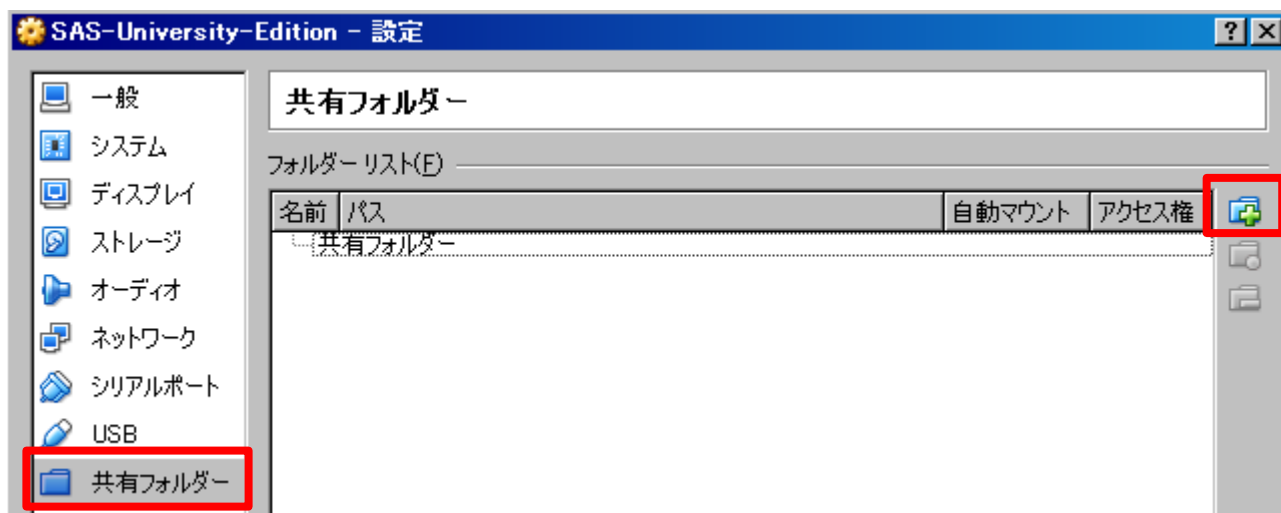 SAS-University-Edition - 設定
一般
システム
ディスプレイ
ストレージ
オーディオ
ネットワーク
シリアルポート
USB
共有フォルダー
共有フォルダー
フォルダー リスト(F)
名前 パス 自動マウント アクセス権
共有フォルダー